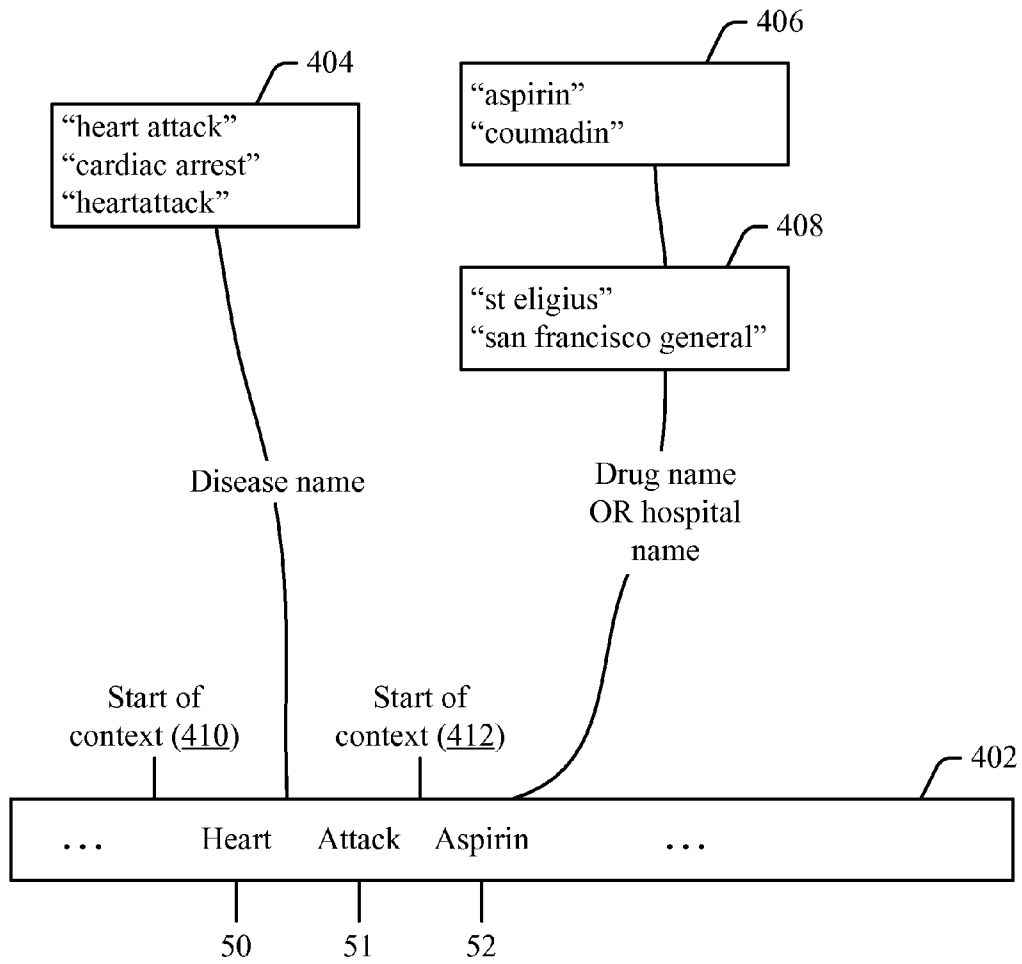 406
404
“aspirin”
“coumadin”
“heart attack”
“cardiac arrest”
“heartattack”
408
“st eligius”
“san francisco general”
Disease name
Drug name
OR hospital
name
Start of
context (410)
Start of
context (412)
402
... Heart Attack Aspirin ...
50 51 52